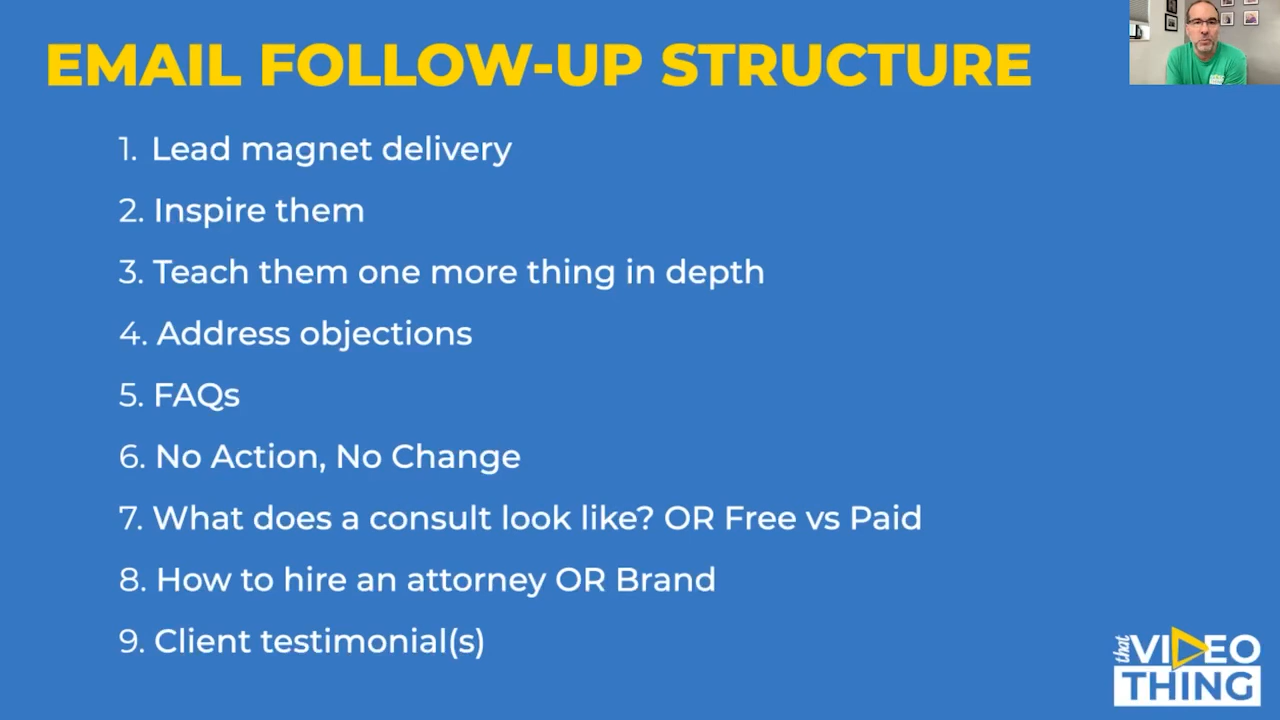 EMAIL FOLLOW-UP STRUCTURE
1. Lead magnet delivery
2. Inspire them
3. Teach them one more thing in depth
4. Address objections
5. FAQs
6. No Action, No Change
7. What does a consult look like? OR Free vs Paid
8. How to hire an attorney OR Brand
9. Client testimonial(s)
that VIDEO
THING